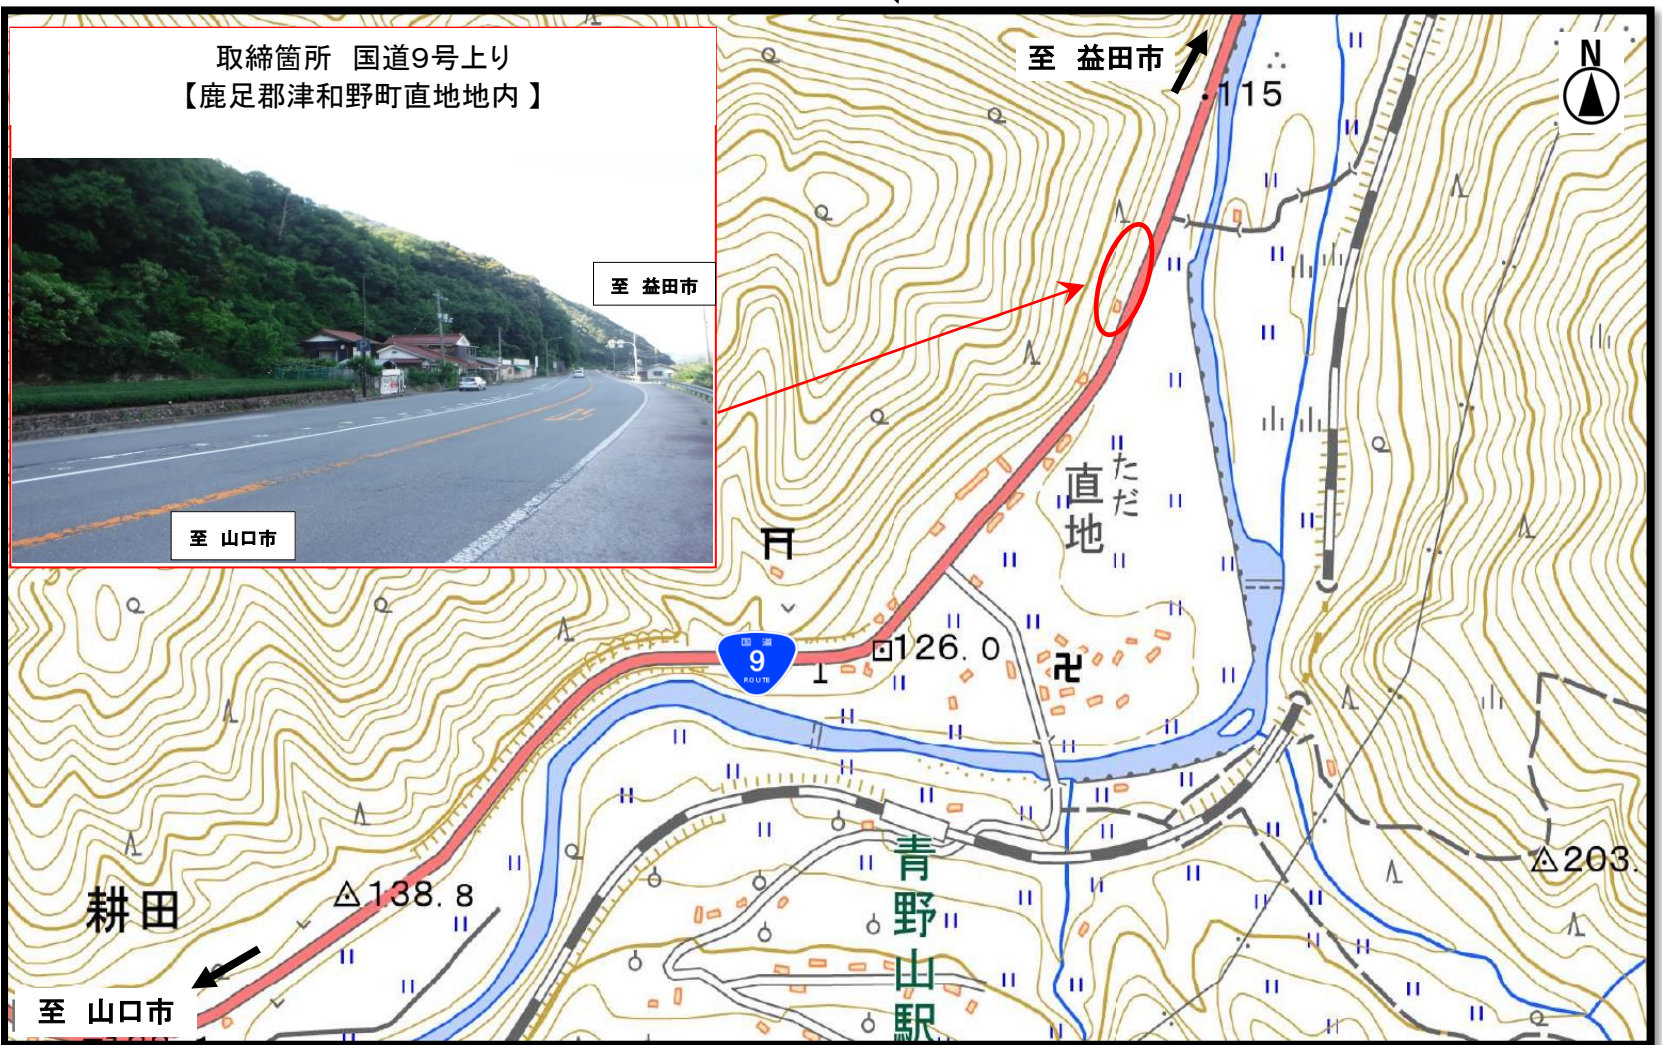 取締箇所　国道９号上り
【鹿足郡津和野町直地地内 】
至　益田市
至　山口市
至　益田市
N
115
ただ
直地
国 道
9
ROUTE
126. 0
138. 8
203.
耕田
青野山駅
至　山口市